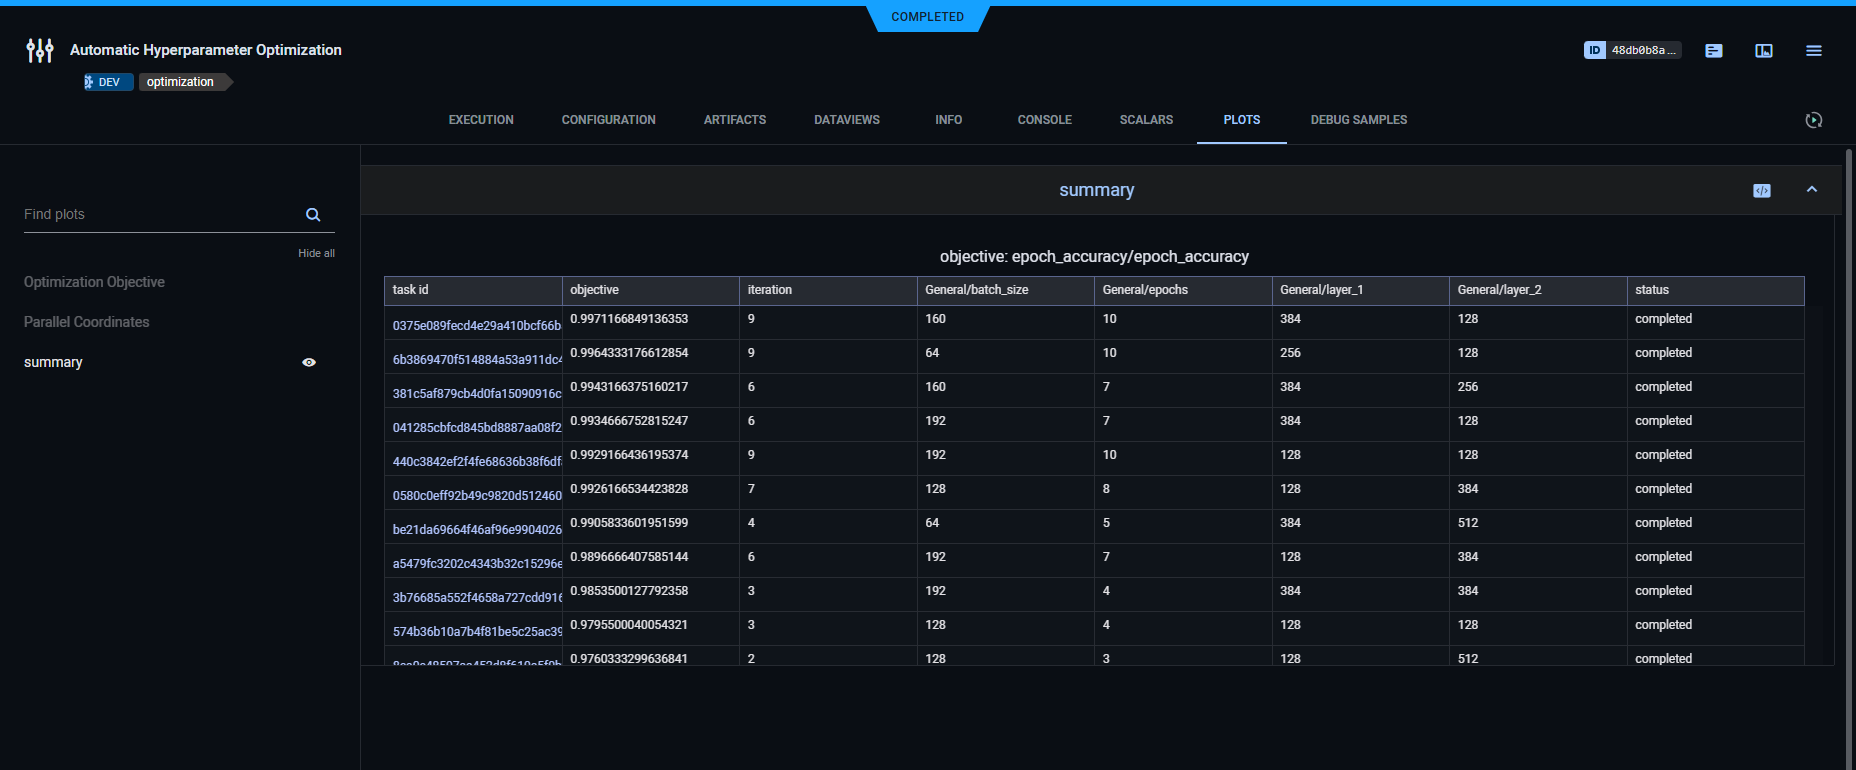 COMPLETED
Automatic Hyperparameter Optimization
ID 48db0b8a...
DEV optimization
EXECUTION CONFIGURATION ARTIFACTS DATAVIEWS INFO CONSOLE SCALARS PLOTS DEBUG SAMPLES
summary
Find plots
Hide all
Optimization Objective
Parallel Coordinates
summary
objective: epoch_accuracy/epoch_accuracy
task id objective iteration General/batch_size General/epochs General/layer_1 General/layer_2 status
0375e089fecd4e29a410bcf66b 0.9971166849136353 9 160 10 384 128 completed
6b3869470f514884a53a911dc4 0.9964333176612854 9 64 10 256 128 completed
381c5af879cb4d0fa15090916c 0.9943166375160217 6 160 7 384 256 completed
041285cbfcd845bd8887aa08f2 0.9934666752815247 6 192 7 384 128 completed
440c3842ef2f4fe68636b38f6df 0.9929166436195374 9 192 10 128 128 completed
0580c0eff92b49c9820d512460 0.9926166534423828 7 128 8 128 384 completed
be21da69664f46af96e9904026 0.9905833601951599 4 64 5 384 512 completed
a5479fc3202c4343b32c15296e 0.9896666407585144 6 192 7 128 384 completed
3b76685a552f4658a727cdd916 0.9853500127792358 3 192 4 384 384 completed
574b36b10a7b4f81be5c25ac39 0.9795500040054321 3 128 4 128 128 completed
0.9760333299636841 2 128 3 128 512 completed